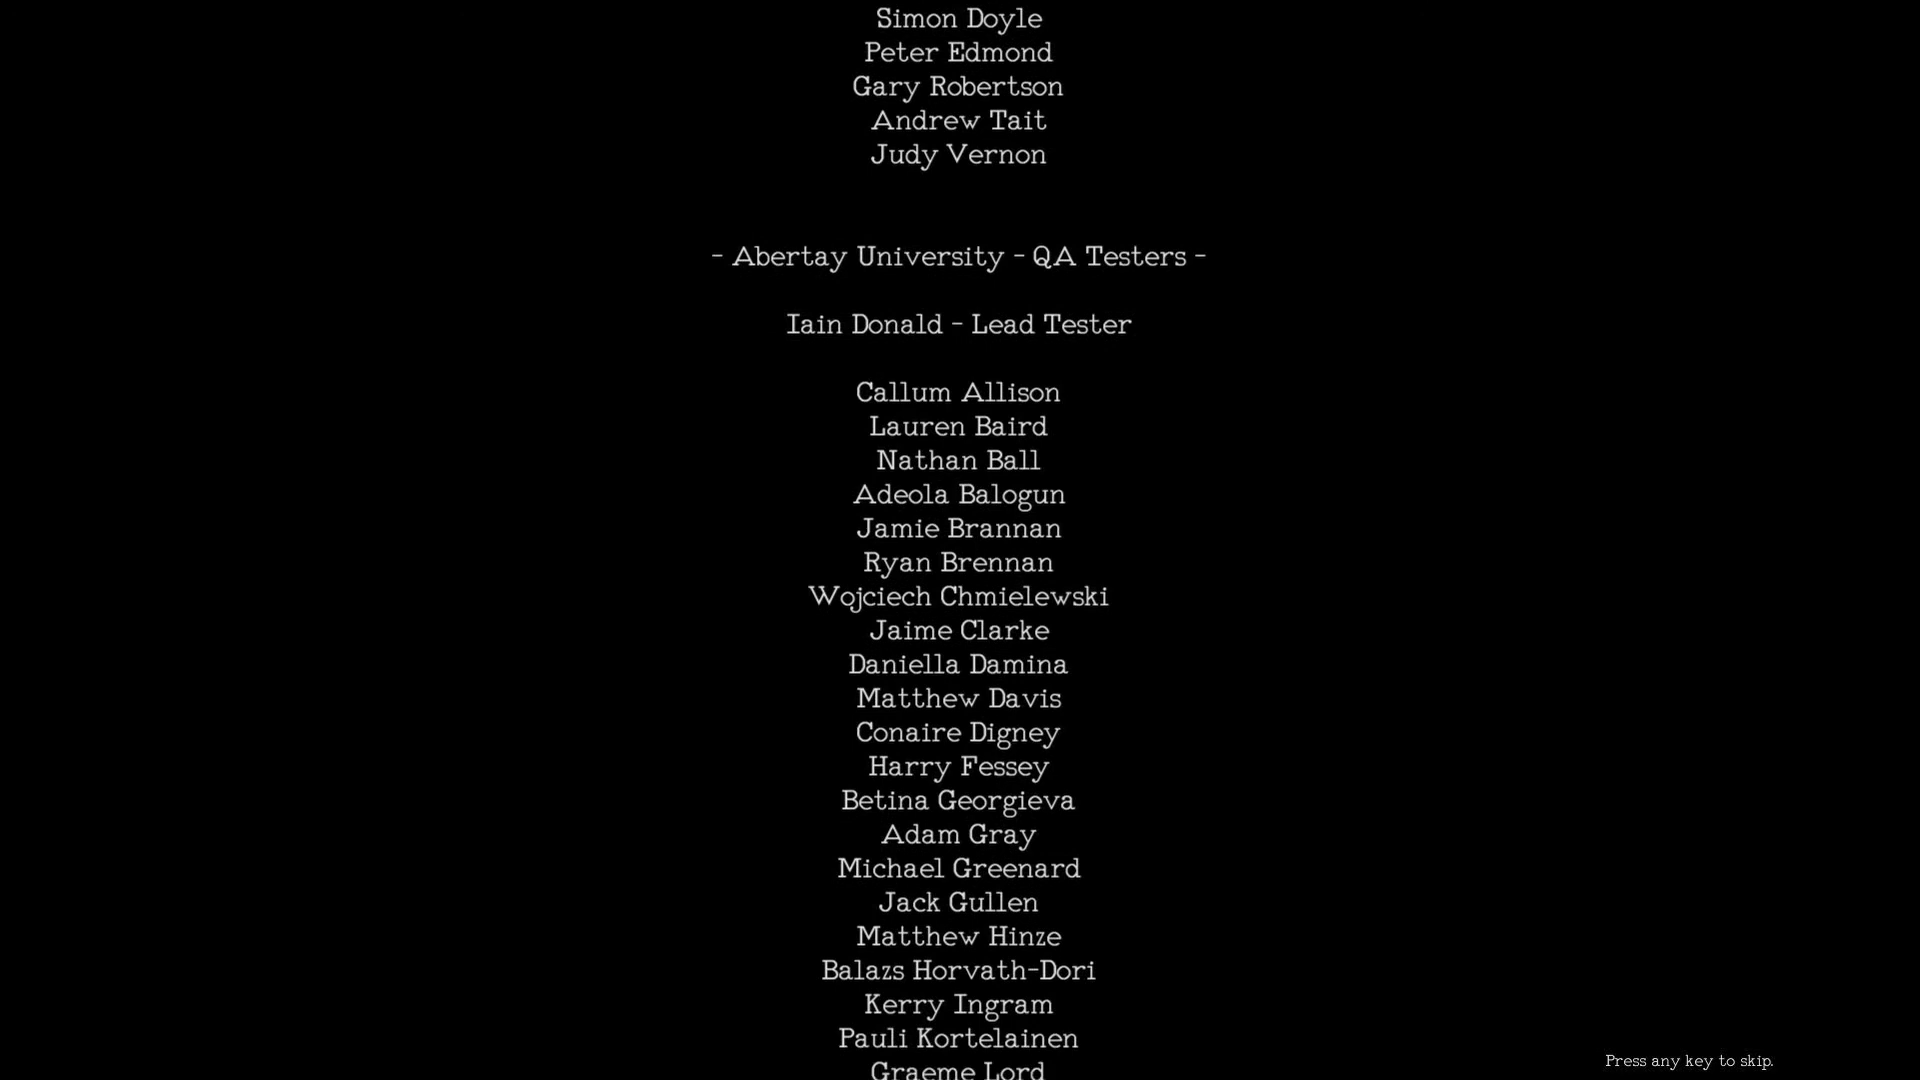 Simon Doyle
Peter Edmond
Gary Robertson
Andrew Tait
Judy Vernon
- Abertay University - QA Testers -
Iain Donald - Lead Tester
Callum Allison
Lauren Baird
Nathan Ball
Adeola Balogun
Jamie Brannan
Ryan Brennan
Wojciech Chmielewski
Jaime Clarke
Daniella Damina
Matthew Davis
Conaire Digney
Harry Fessey
Betina Georgieva
Adam Gray
Michael Greenard
Jack Gullen
Matthew Hinze
Balazs Horvath-Dori
Kerry Ingram
Pauli Kortelainen
Graeme Lord
Press any key to skip.